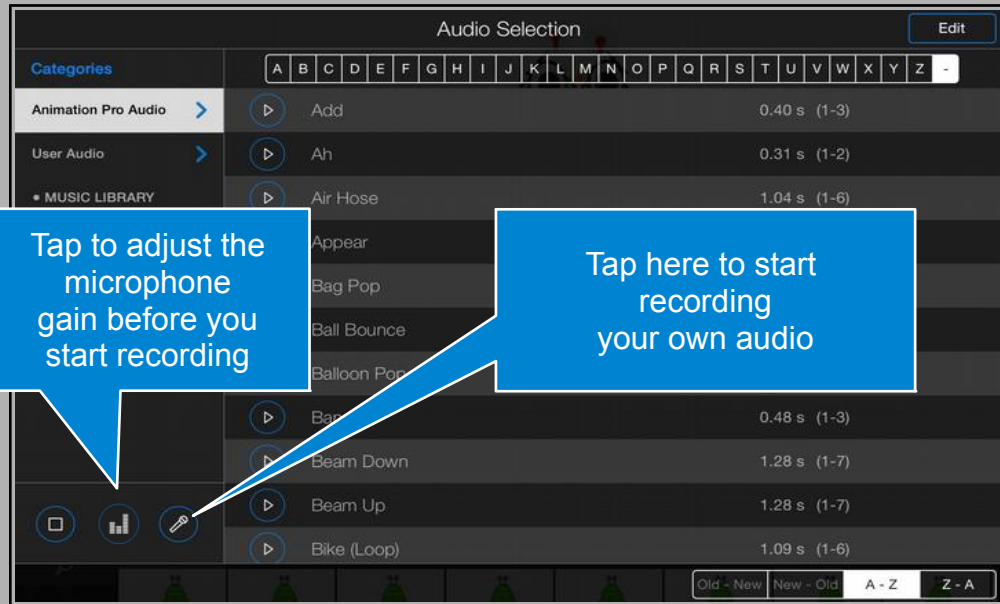 Audio Selection
Edit
Categories
A B C D E F G H I J K L M N O P Q R S T U V W X Y Z -
Animation Pro Audio
Add 0.40 s (1-3)
User Audio
Ah 0.31 s (1-2)
• MUSIC LIBRARY
Air Hose 1.04 s (1-6)
Tap to adjust the
microphone
gain before you
start recording
Appear
Bag Pop
Ball Bounce
Balloon Pop
Tap here to start
recording
your own audio
0.48 s (1-3)
Beam Down 1.28 s (1-7)
Beam Up 1.28 s (1-7)
Bike (Loop) 1.09 s (1-6)
Old - New New - Old A - Z Z - A